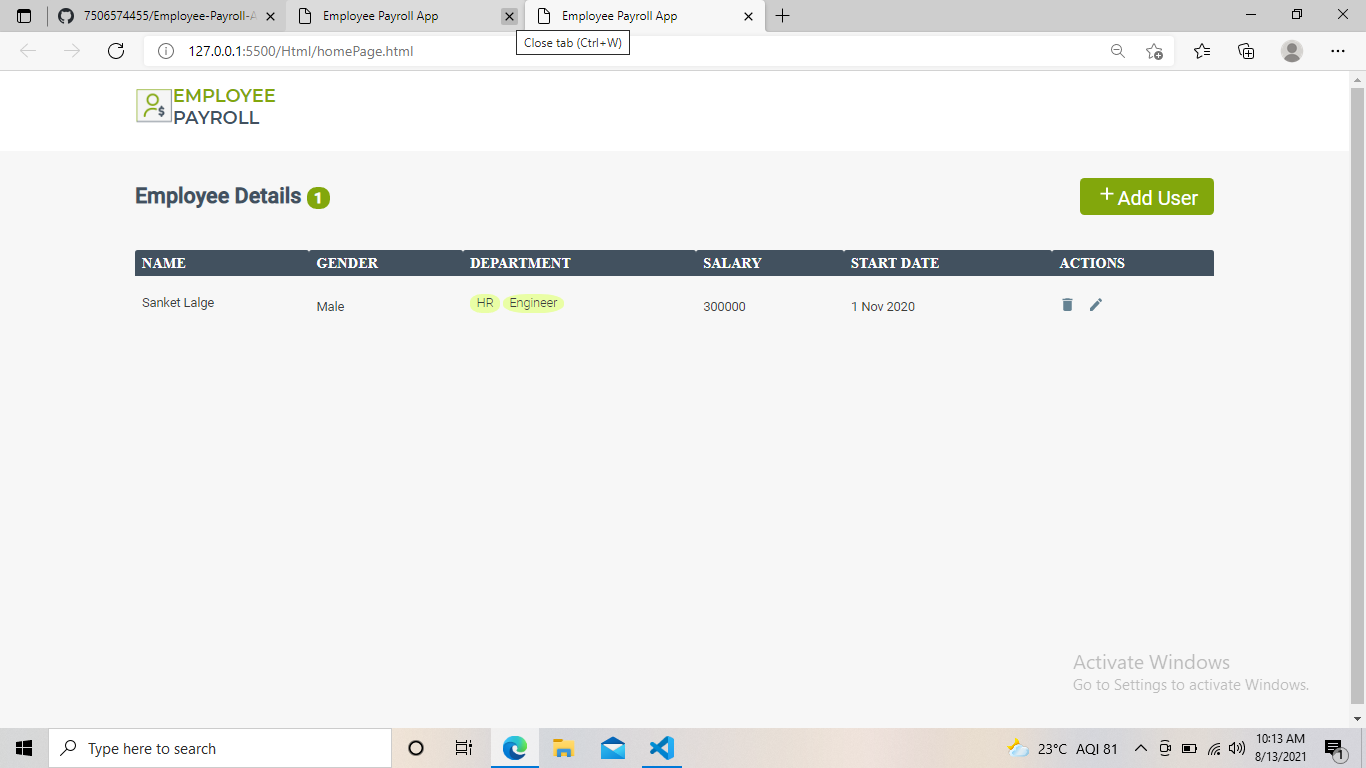 7506574455/Employee-Payroll-A
Employee Payroll App
Employee Payroll App
Close tab (Ctrl+W)
127.0.0.1:5500/Html/homePage.html
EMPLOYEE
PAYROLL
Employee Details 1
+Add User
NAME GENDER DEPARTMENT SALARY START DATE ACTIONS
Sanket Lalge Male HR Engineer 300000 1 Nov 2020
Activate Windows
Go to Settings to activate Windows.
Type here to search
23°C AQI 81
10:13 AM
8/13/2021
1